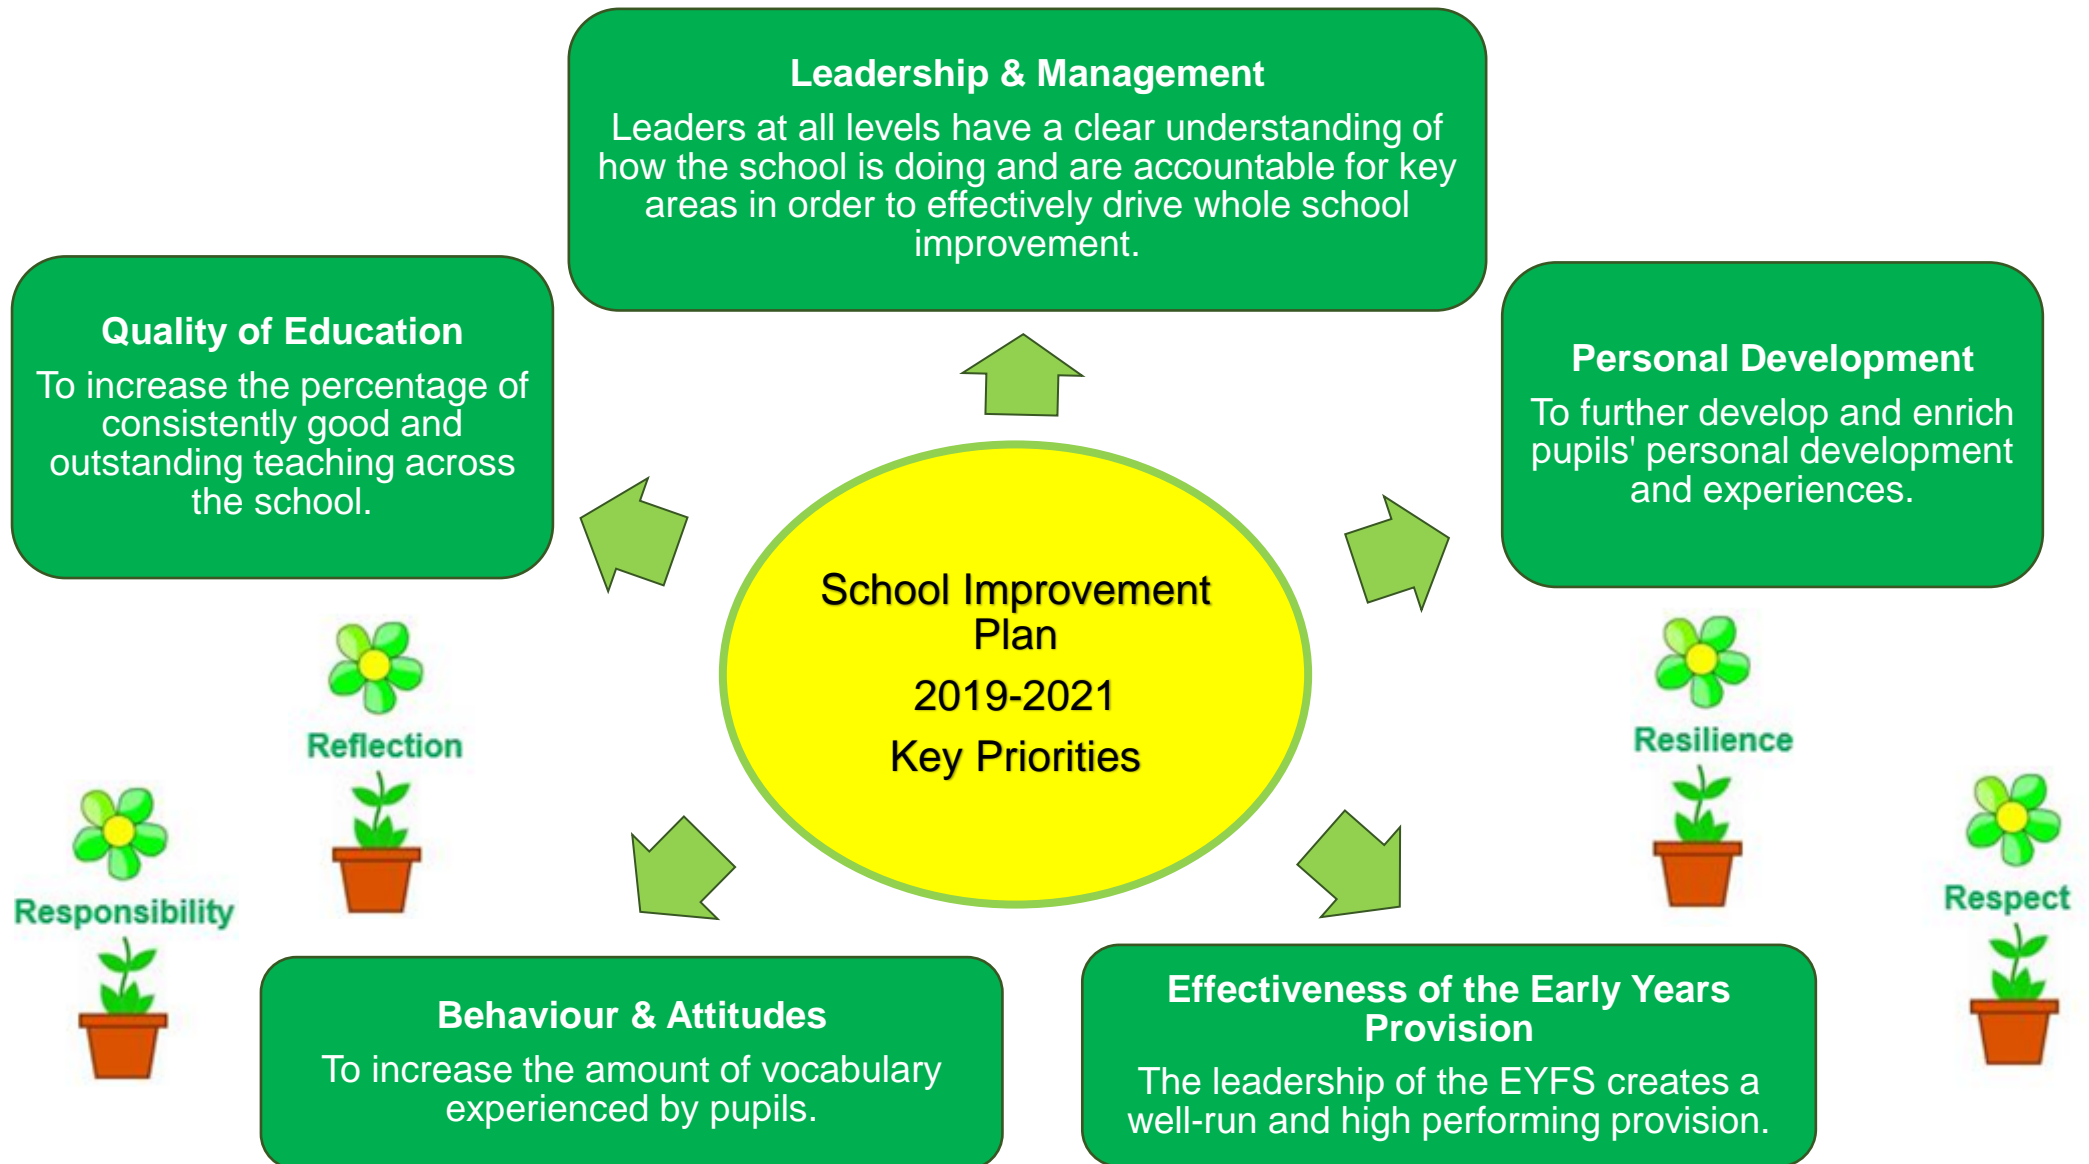 Leadership & Management
Leaders at all levels have a clear understanding of
how the school is doing and are accountable for key
areas in order to effectively drive whole school
improvement.
Quality of Education
To increase the percentage of
consistently good and
outstanding teaching across
the school.
Personal Development
To further develop and enrich
pupils' personal development
and experiences.
School Improvement
Plan
2019-2021
Key Priorities
Reflection
Resilience
Responsibility
Respect
Behaviour & Attitudes
To increase the amount of vocabulary
experienced by pupils.
Effectiveness of the Early Years
Provision
The leadership of the EYFS creates a
well-run and high performing provision.